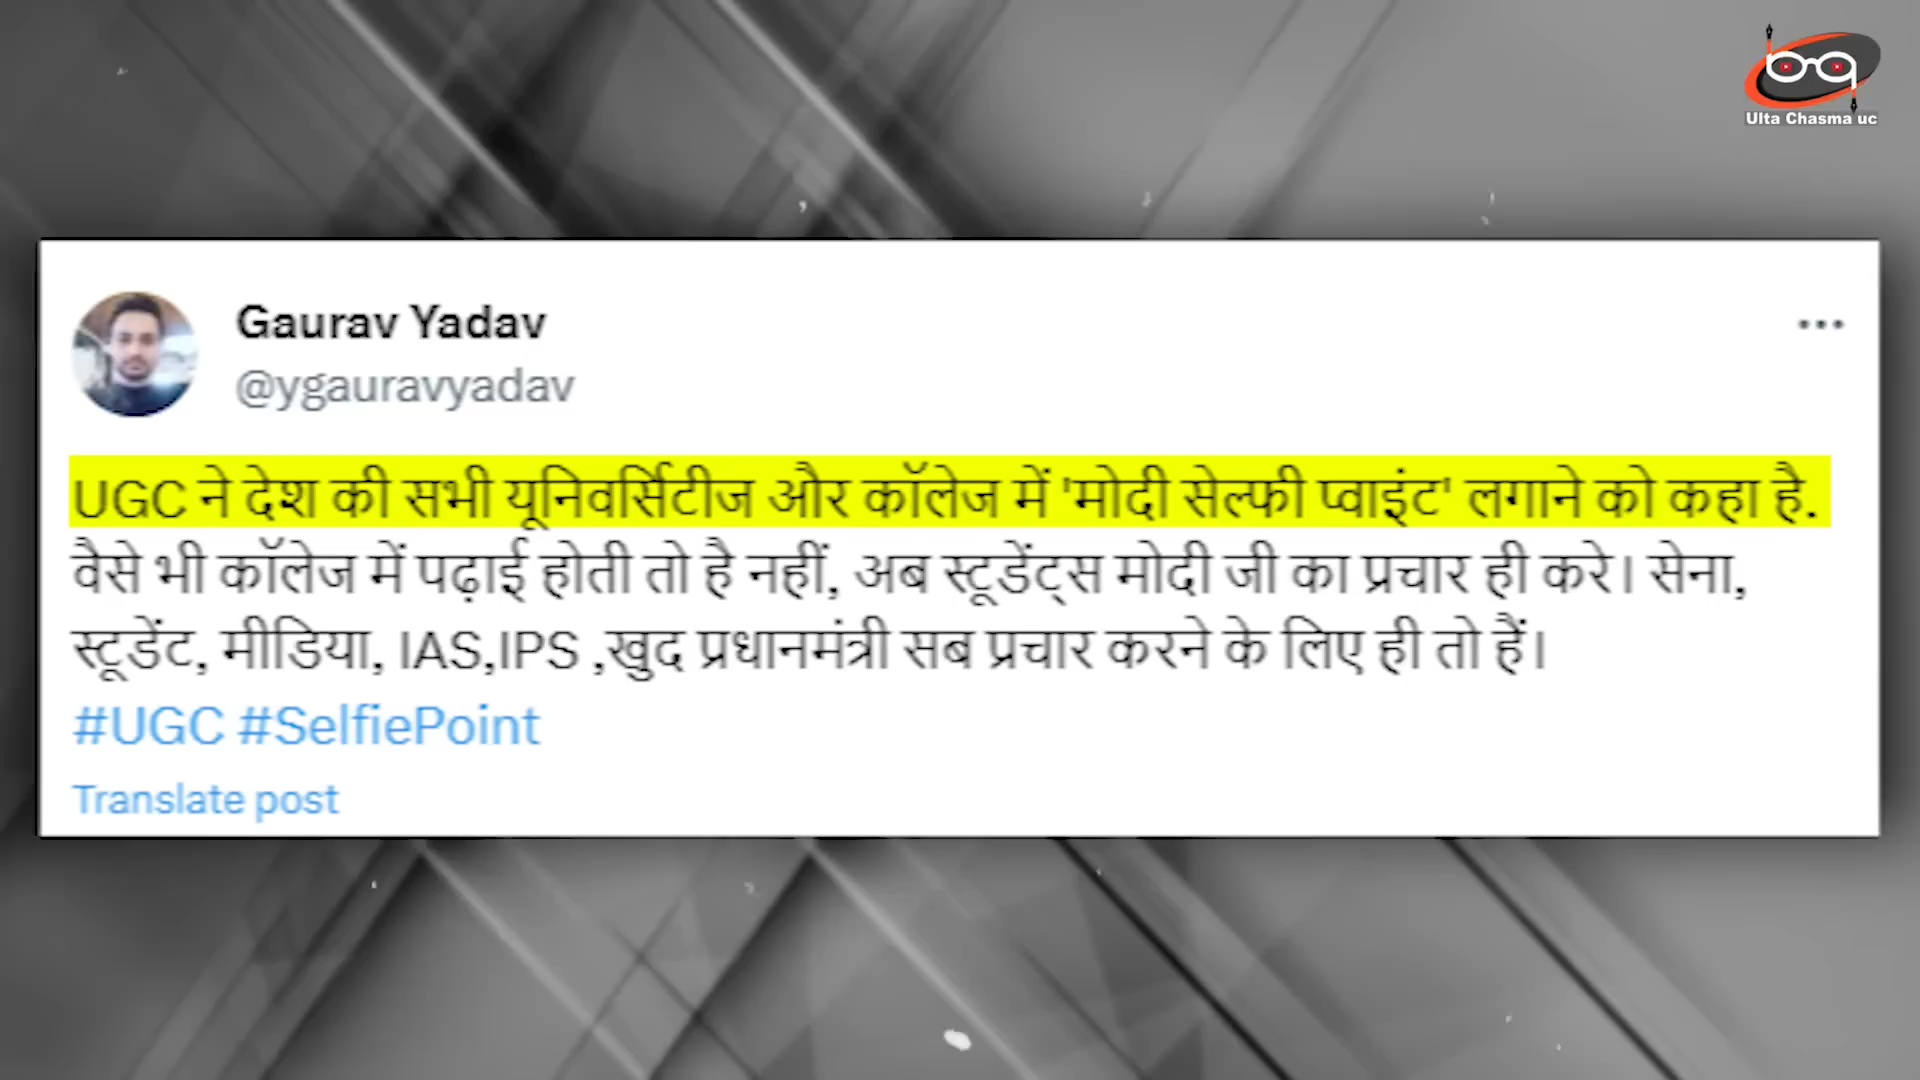 Ulta Chasma uc
Gaurav Yadav
@ygauravyadav
UGC ने देश की सभी यूनिवर्सिटीज और कॉलेज में 'मोदी सेल्फी प्वाइंट' लगाने को कहा है.
वैसे भी कॉलेज में पढ़ाई होती तो है नहीं, अब स्टूडेंट्स मोदी जी का प्रचार ही करे। सेना,
स्टूडेंट, मीडिया, IAS,IPS ,खुद प्रधानमंत्री सब प्रचार करने के लिए ही तो हैं।
#UGC #SelfiePoint
Translate post